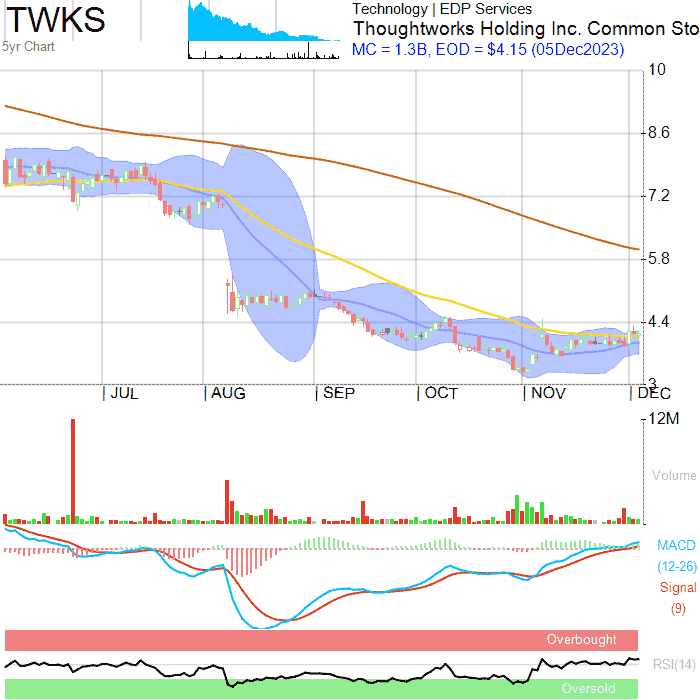 TWKS
5yr Chart
Technology | EDP Services
Thoughtworks Holding Inc. Common Sto
MC = 1.3B, EOD = $4.15 (05Dec2023)
10
8.6
7.2
5.8
4.4
3
| JUL | AUG | SEP | OCT | NOV | DEC
12M
Volume
MACD
(12-26)
Signal
(9)
Overbought
RSI(14)
Oversold